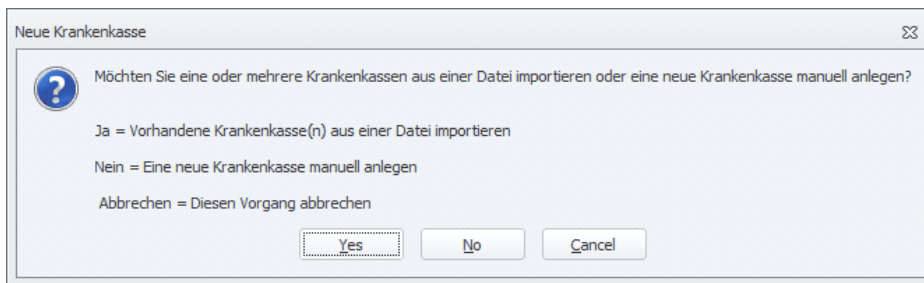 Neue Krankenkasse
Möchten Sie eine oder mehrere Krankenkassen aus einer Datei importieren oder eine neue Krankenkasse manuell anlegen?
Ja = Vorhandene Krankenkasse(n) aus einer Datei importieren
Nein = Eine neue Krankenkasse manuell anlegen
Abbrechen = Diesen Vorgang abbrechen
Yes No Cancel